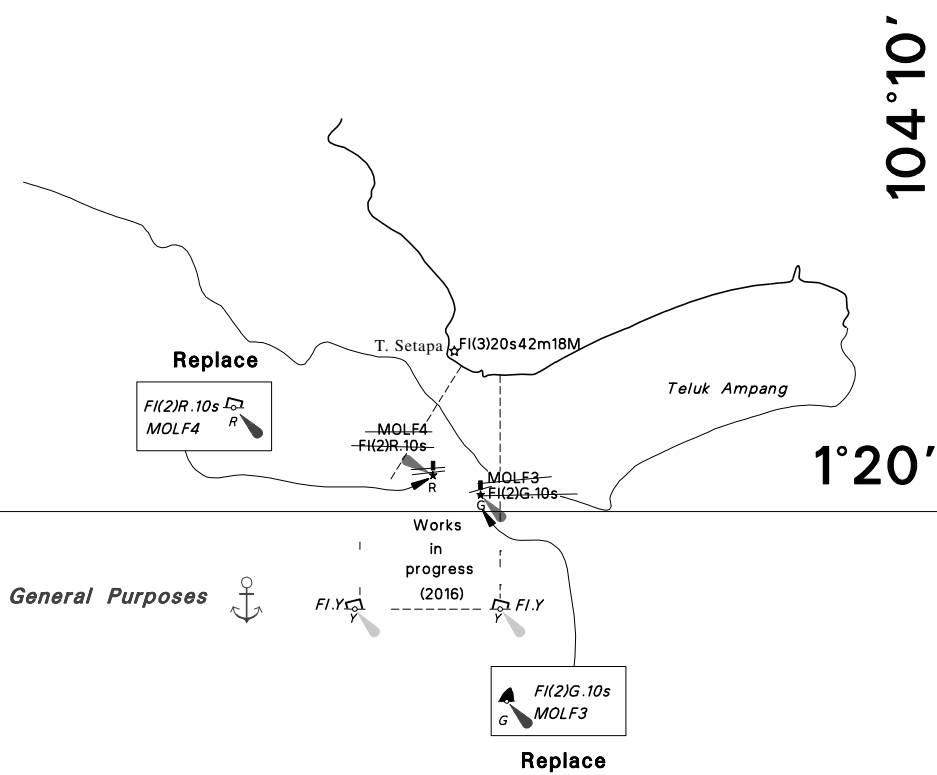 104°10′
T. Setapa
Fl(3)20s42m18M
Replace
Teluk Ampang
Fl(2)R.10s
R
MOLF4
MOLF4
Fl(2)R.10s
1°20′
R
MOLF3
Fl(2)G.10s
G
Works
in
progress
(2016)
General Purposes
Fl.Y
Y
Fl.Y
Y
Fl(2)G.10s
G
MOLF3
Replace